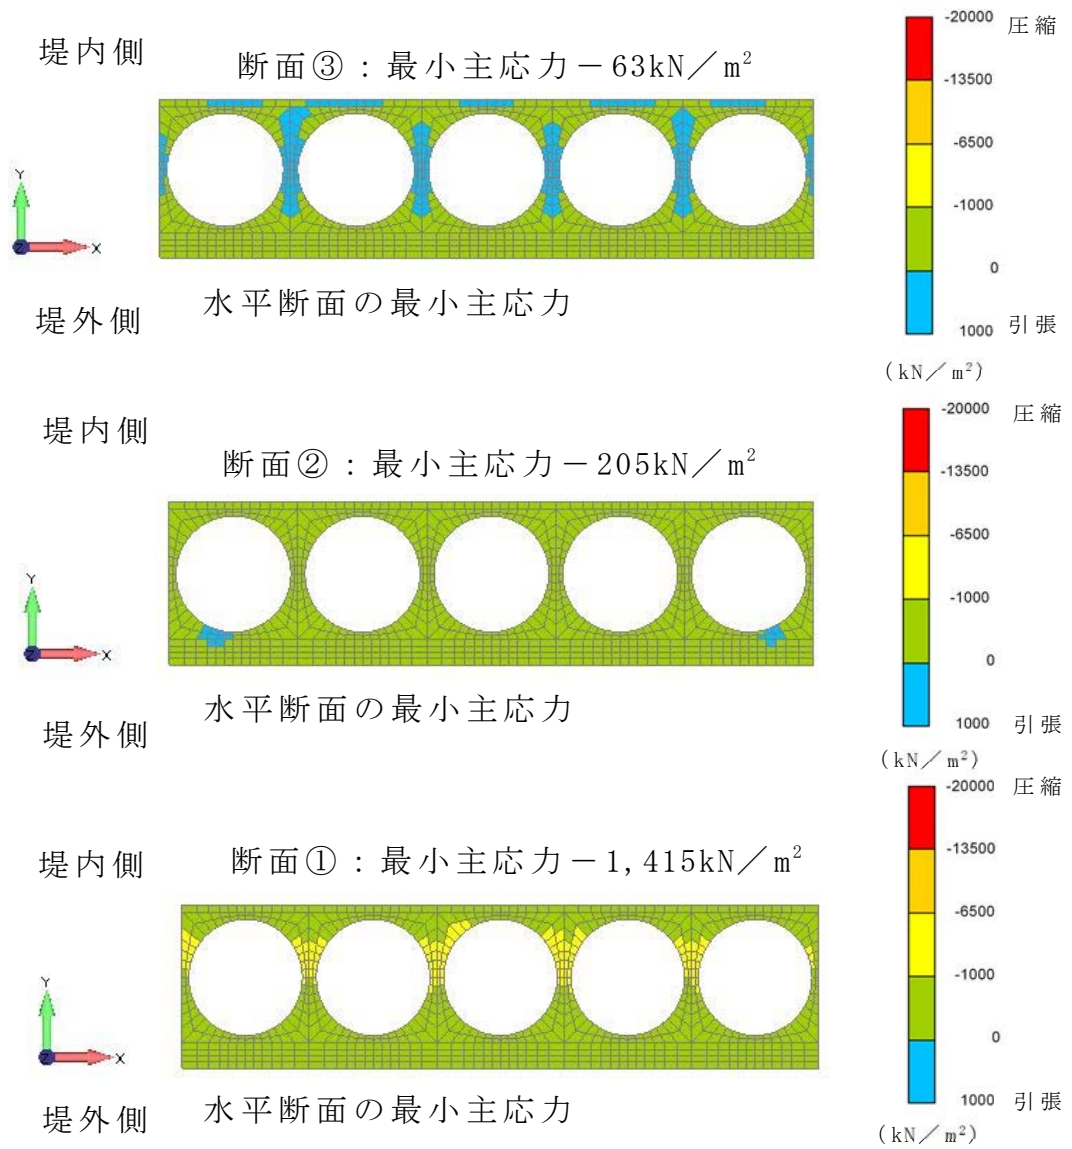 堤内側
断面③：最小主応力－63kN／m²
-20000 圧縮
-13500
-6500
-1000
0
1000 引張
(kN／m²)
Y
Z
X
堤外側
水平断面の最小主応力
堤内側
断面②：最小主応力－205kN／m²
-20000 圧縮
-13500
-6500
-1000
0
1000 引張
(kN／m²)
Y
Z
X
堤外側
水平断面の最小主応力
堤内側
断面①：最小主応力－1,415kN／m²
-20000 圧縮
-13500
-6500
-1000
0
1000 引張
(kN／m²)
Y
Z
X
堤外側
水平断面の最小主応力